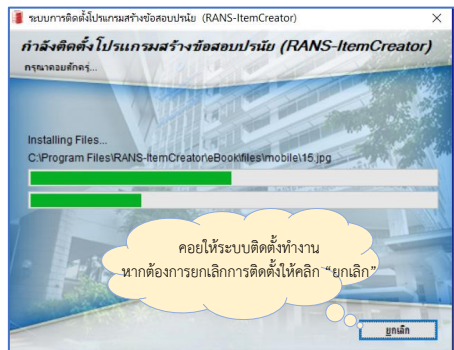 ระบบการติดตั้งโปรแกรมสร้างข้อสอบปรนัย (RANS-ItemCreator)
กำลังติดตั้งโปรแกรมสร้างข้อสอบปรนัย (RANS-ItemCreator)
กรุณาคอยสักครู่...
Installing Files...
C:\Program Files\RANS-ItemCreator\eBook\files\mobile\15.jpg
คอยให้ระบบติดตั้งทำงาน
หากต้องการยกเลิกการติดตั้งให้คลิก “ยกเลิก”
ยกเลิก